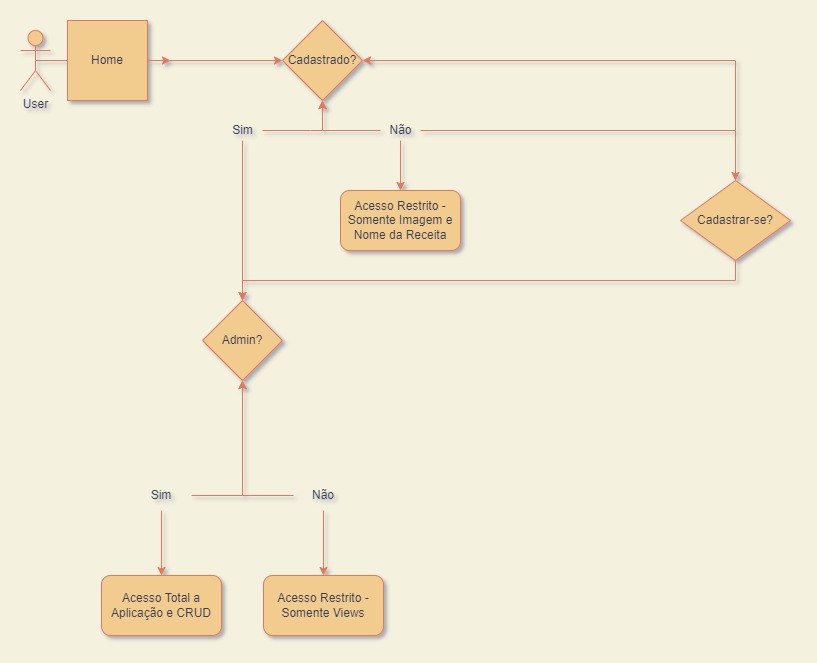 Home
Cadastrado?
User
Sim
Não
Acesso Restrito -
Somente Imagem e
Nome da Receita
Cadastrar-se?
Admin?
Sim
Não
Acesso Total a
Aplicação e CRUD
Acesso Restrito -
Somente Views